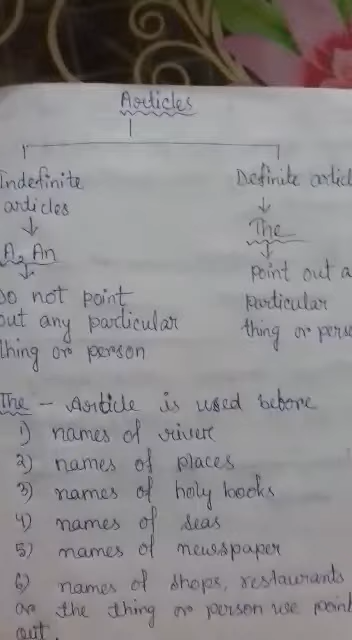 Articles
Indefinite
articles
A, An
Do not point
out any particular
thing or person
Definite articl
The
point out a
particular
thing or perso
The - Article is used before
1) names of river
2) names of places
3) names of holy books
4) names of seas
5) names of newspaper
6) names of shops, restaurants
or the thing or person we point
out.